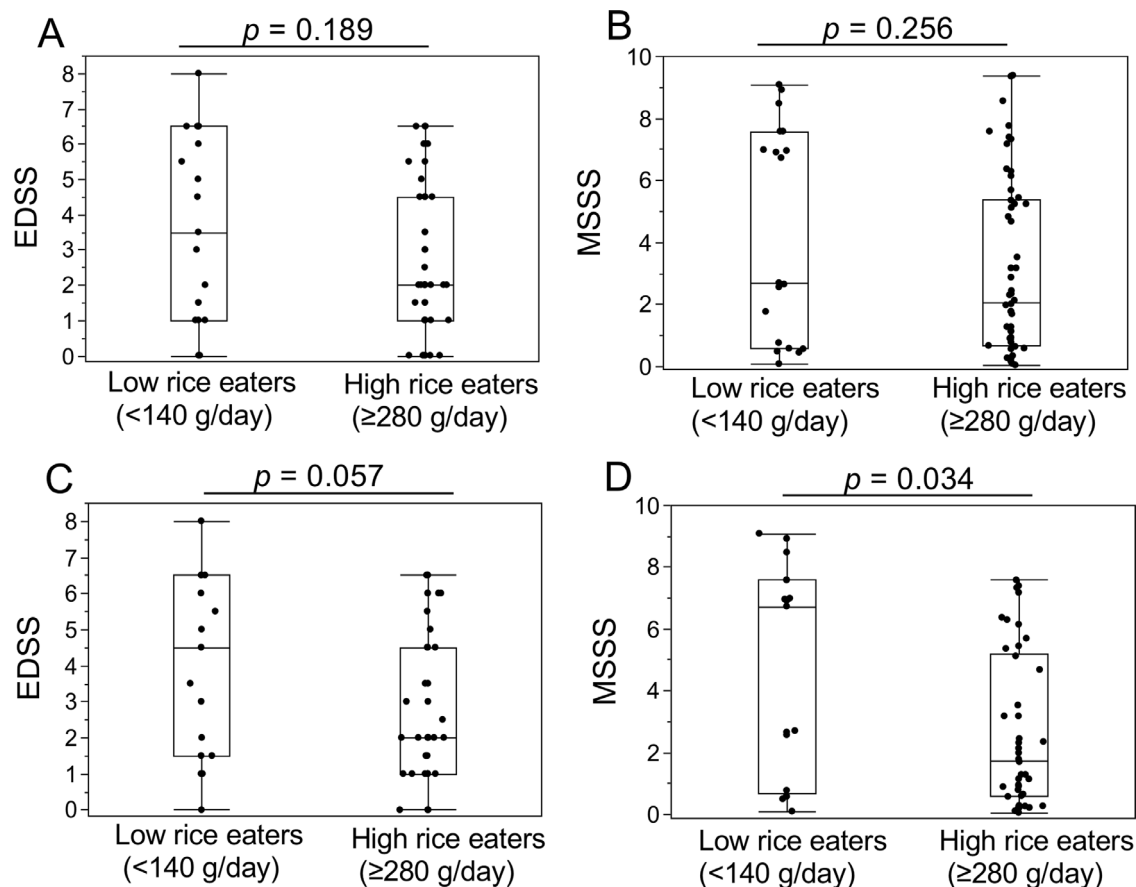 A
p = 0.189
EDSS
8
7
6
5
4
3
2
1
0
Low rice eaters
(<140 g/day)
High rice eaters
(≥280 g/day)
B
p = 0.256
MSSS
10
8
6
4
2
0
Low rice eaters
(<140 g/day)
High rice eaters
(≥280 g/day)
C
p = 0.057
EDSS
8
7
6
5
4
3
2
1
0
Low rice eaters
(<140 g/day)
High rice eaters
(≥280 g/day)
D
p = 0.034
MSSS
10
8
6
4
2
0
Low rice eaters
(<140 g/day)
High rice eaters
(≥280 g/day)